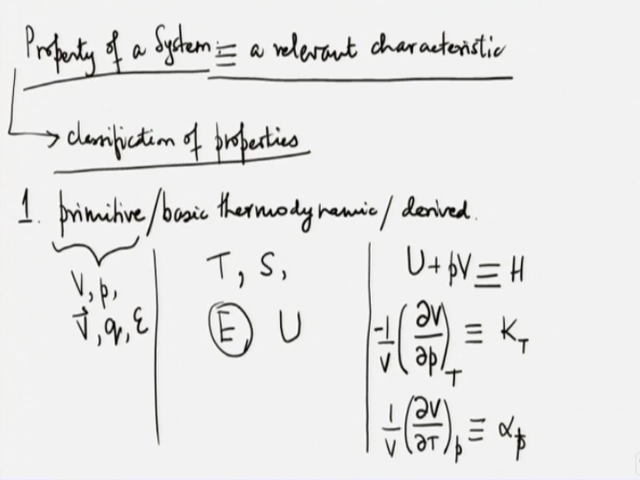 Property of a System ≡ a relevant characteristic
→ classification of properties
1. primitive/basic thermodynamic/derived.
V, p,
V⃗, q, ε
T, S,
E U
U + pV ≡ H
-1/V (∂V/∂p)_T ≡ K_T
1/V (∂V/∂T)_p ≡ α_p